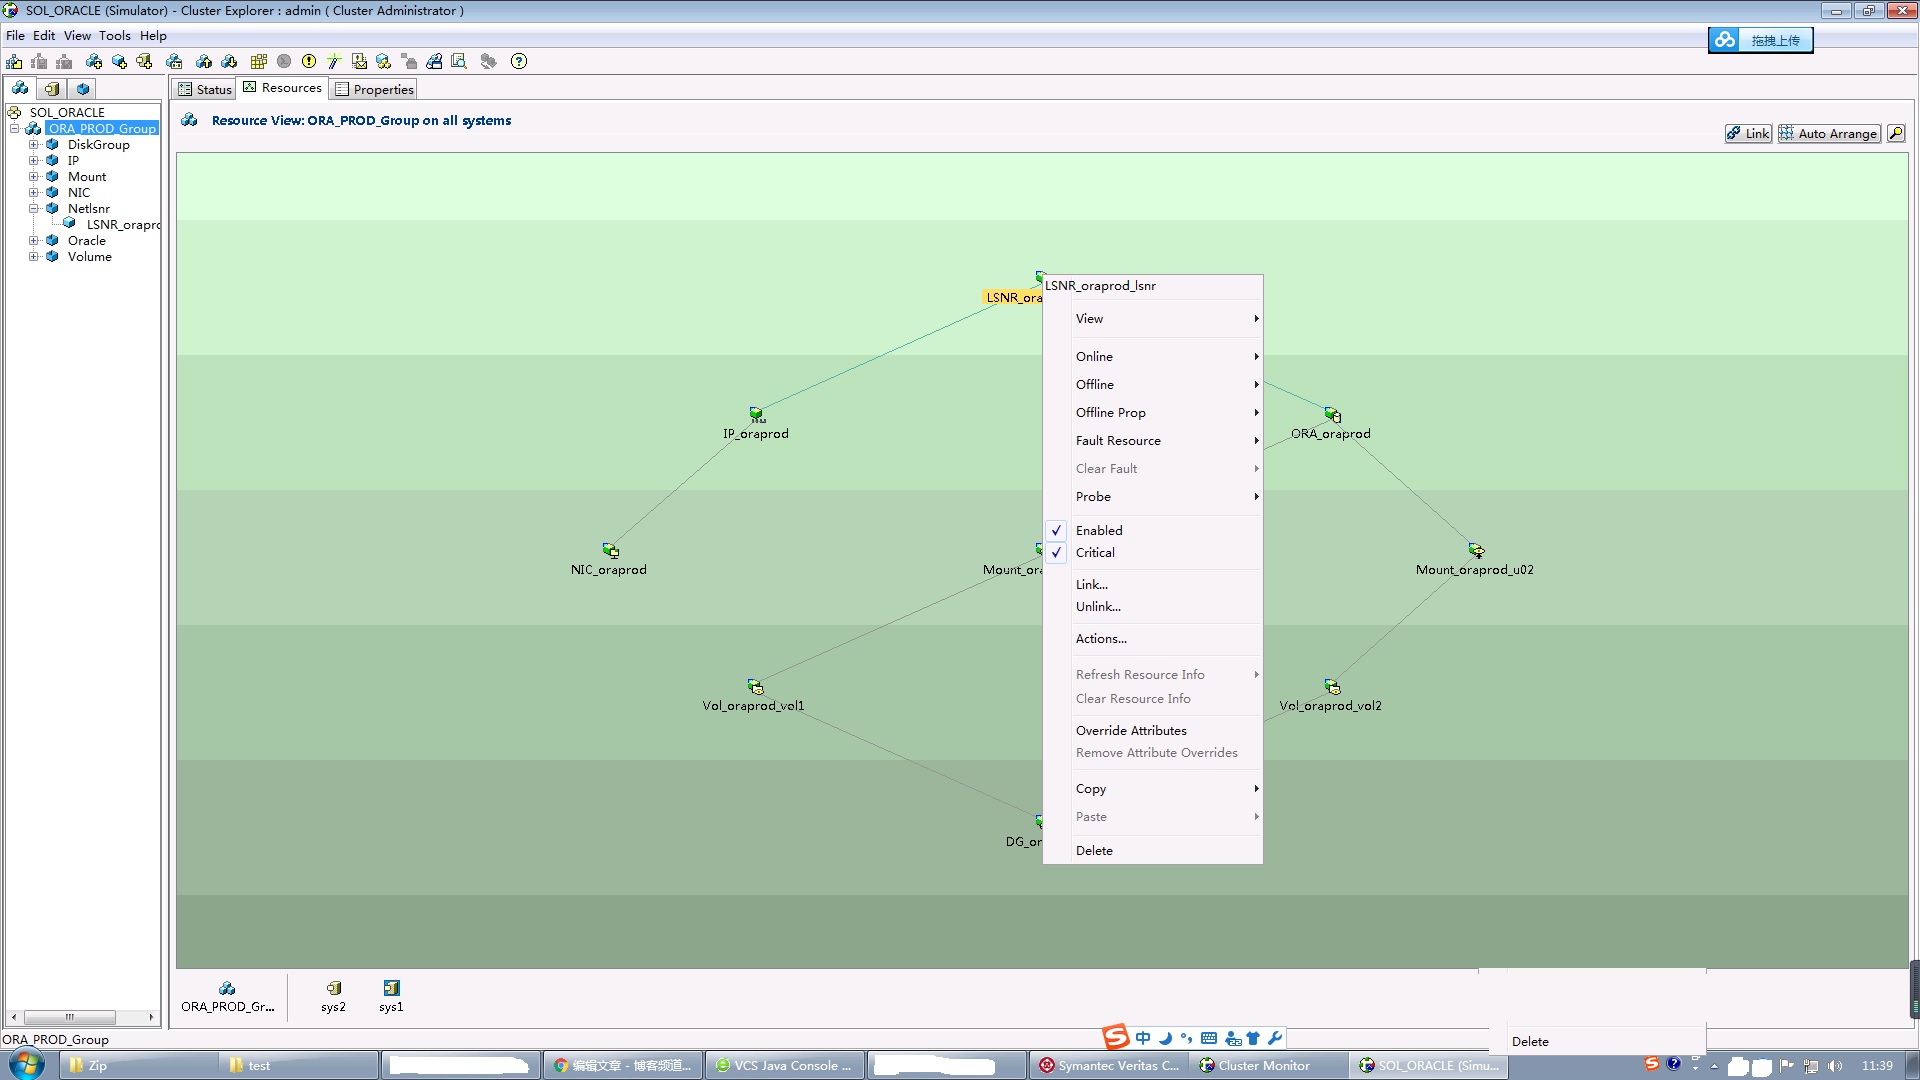 SOL_ORACLE (Simulator) - Cluster Explorer : admin ( Cluster Administrator )
File Edit View Tools Help
拖拽上传
Status Resources Properties
SOL_ORACLE
ORA_PROD_Group
DiskGroup
IP
Mount
NIC
Netlsnr
LSNR_orapro
Oracle
Volume
Resource View: ORA_PROD_Group on all systems
Link Auto Arrange
LSNR_ora
IP_oraprod
ORA_oraprod
NIC_oraprod
Mount_ora
Mount_oraprod_u02
Vol_oraprod_vol1
Vol_oraprod_vol2
DG_or
LSNR_oraprod_lsnr
View
Online
Offline
Offline Prop
Fault Resource
Clear Fault
Probe
Enabled
Critical
Link...
Unlink...
Actions...
Refresh Resource Info
Clear Resource Info
Override Attributes
Remove Attribute Overrides
Copy
Paste
Delete
ORA_PROD_Gr... sys2 sys1
ORA_PROD_Group
中
Delete
Zip test 编辑文章 - 博客频道... VCS Java Console ... Symantec Veritas C... Cluster Monitor SOL_ORACLE (Simu... 11:39